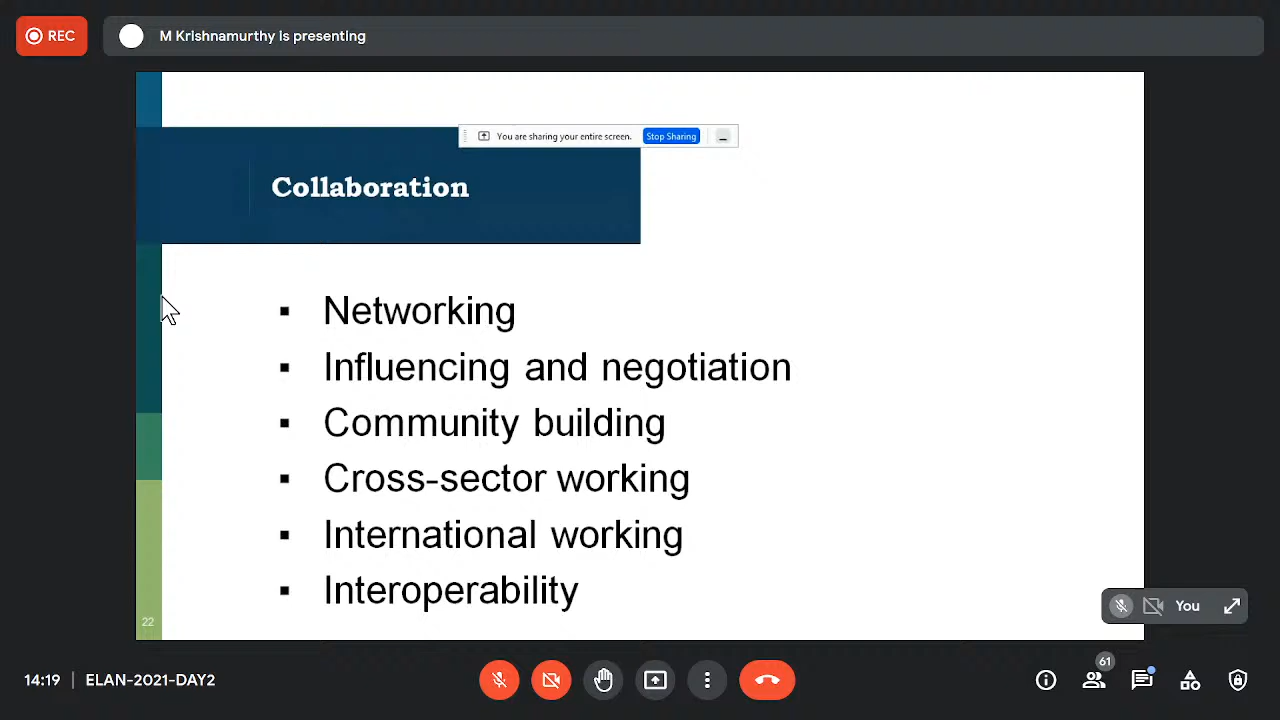 REC
M Krishnamurthy is presenting
You are sharing your entire screen.
Stop Sharing
Collaboration
▪ Networking
▪ Influencing and negotiation
▪ Community building
▪ Cross-sector working
▪ International working
▪ Interoperability
22
You
61
14:19 | ELAN-2021-DAY2